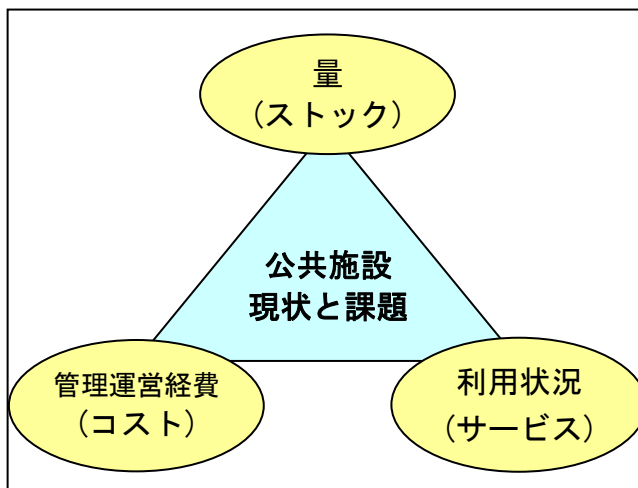 量
（ストック）
公共施設
現状と課題
管理運営経費
（コスト）
利用状況
（サービス）